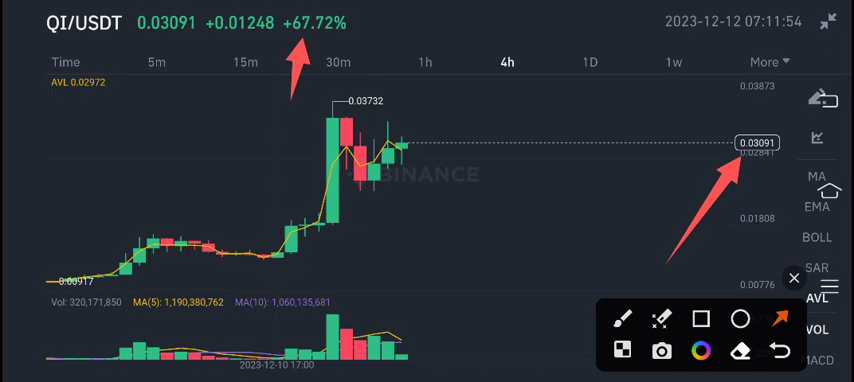 QI/USDT 0.03091 +0.01248 +67.72% 2023-12-12 07:11:54
Time 5m 15m 30m 1h 4h 1D 1w More
AVL 0.02972
0.03873
0.03732
0.03091
0.02841
BINANCE
MA
EMA
0.01808
BOLL
SAR
0.00917
0.00776
AVL
Vol: 320,171,850 MA(5): 1,190,380,762 MA(10): 1,060,135,681
VOL
2023-12-10 17:00
MACD